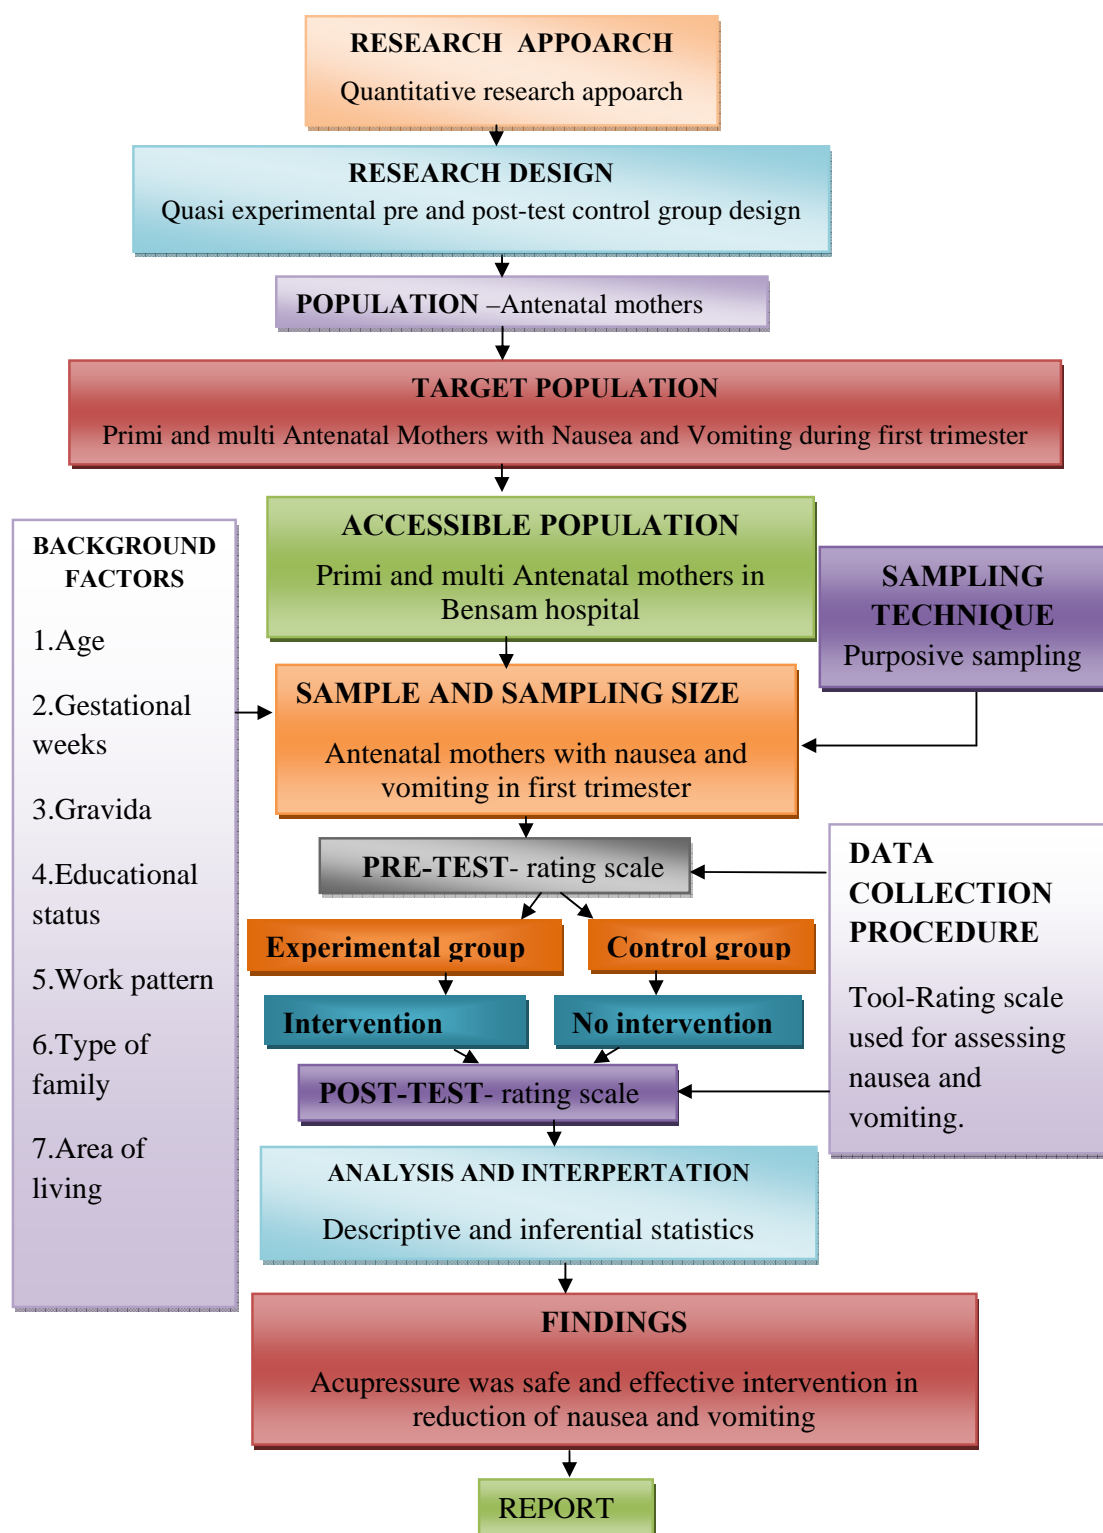 RESEARCH APPOARCH
Quantitative research appoarch
RESEARCH DESIGN
Quasi experimental pre and post-test control group design
POPULATION –Antenatal mothers
TARGET POPULATION
Primi and multi Antenatal Mothers with Nausea and Vomiting during first trimester
BACKGROUND
FACTORS
1.Age
2.Gestational
weeks
3.Gravida
4.Educational
status
5.Work pattern
6.Type of
family
7.Area of
living
ACCESSIBLE POPULATION
Primi and multi Antenatal mothers in
Bensam hospital
SAMPLING
TECHNIQUE
Purposive sampling
SAMPLE AND SAMPLING SIZE
Antenatal mothers with nausea and
vomiting in first trimester
PRE-TEST- rating scale
DATA
COLLECTION
PROCEDURE
Tool-Rating scale
used for assessing
nausea and
vomiting.
Experimental group
Control group
Intervention
No intervention
POST-TEST- rating scale
ANALYSIS AND INTERPERTATION
Descriptive and inferential statistics
FINDINGS
Acupressure was safe and effective intervention in
reduction of nausea and vomiting
REPORT